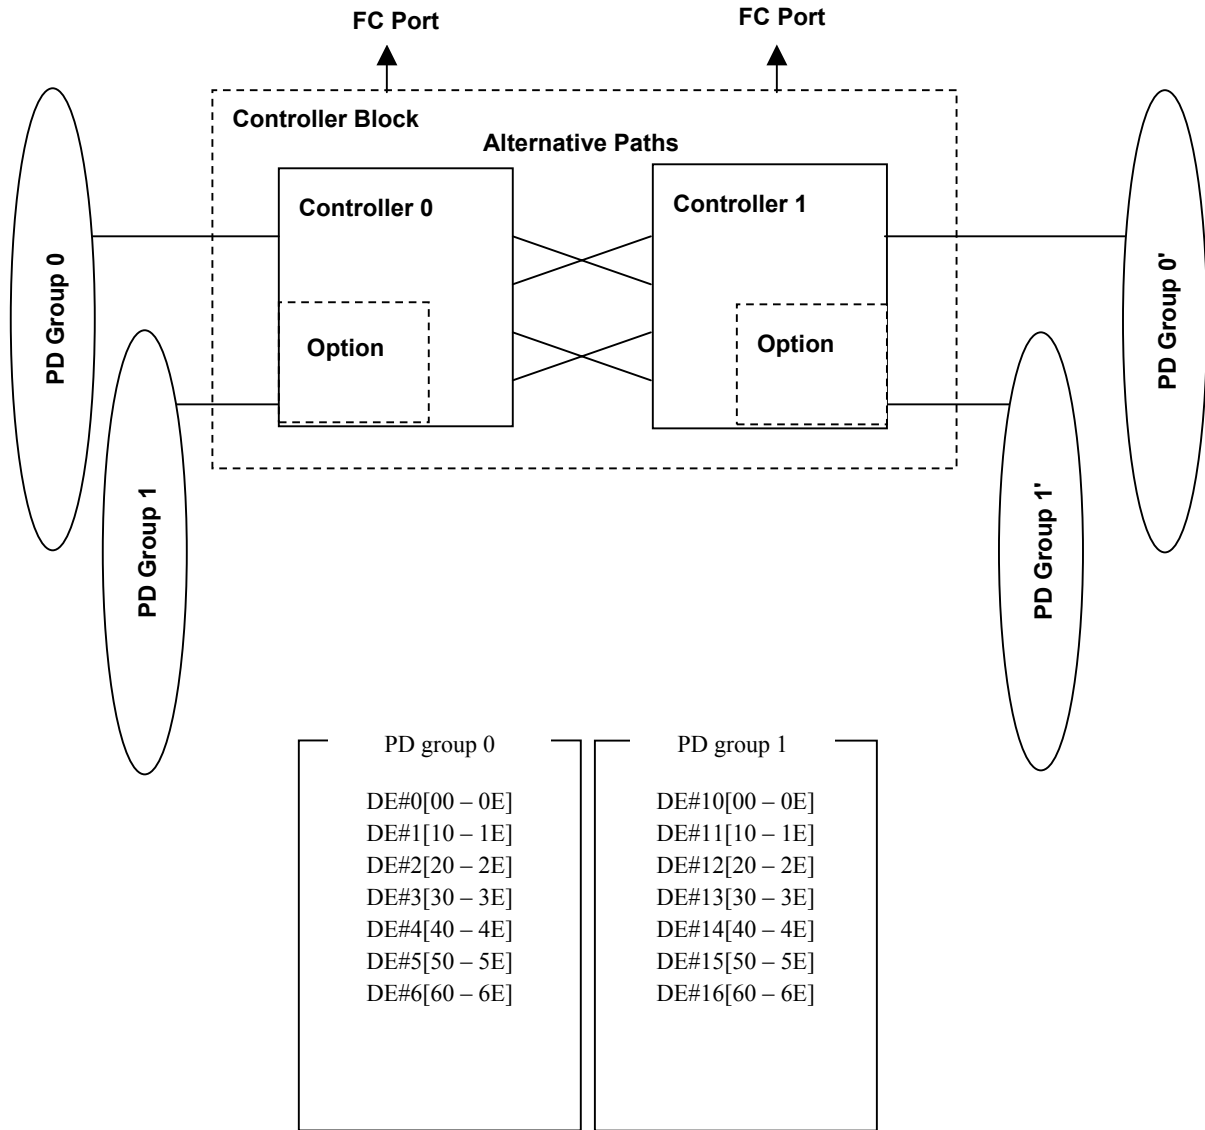 FC Port
FC Port
Controller Block
Alternative Paths
Controller 0
Controller 1
PD Group 0
PD Group 0'
Option
Option
PD Group 1
PD Group 1'
PD group 0
DE#0[00 – 0E]
DE#1[10 – 1E]
DE#2[20 – 2E]
DE#3[30 – 3E]
DE#4[40 – 4E]
DE#5[50 – 5E]
DE#6[60 – 6E]
PD group 1
DE#10[00 – 0E]
DE#11[10 – 1E]
DE#12[20 – 2E]
DE#13[30 – 3E]
DE#14[40 – 4E]
DE#15[50 – 5E]
DE#16[60 – 6E]